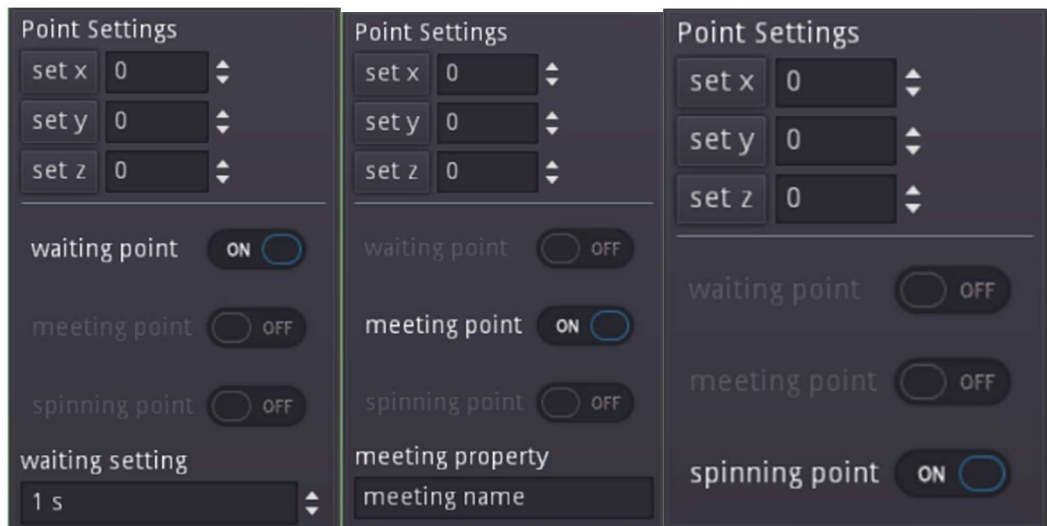 Point Settings
set x 0
set y 0
set z 0
waiting point ON
meeting point OFF
spinning point OFF
waiting setting
1 s
Point Settings
set x 0
set y 0
set z 0
waiting point OFF
meeting point ON
spinning point OFF
meeting property
meeting name
Point Settings
set x 0
set y 0
set z 0
waiting point OFF
meeting point OFF
spinning point ON